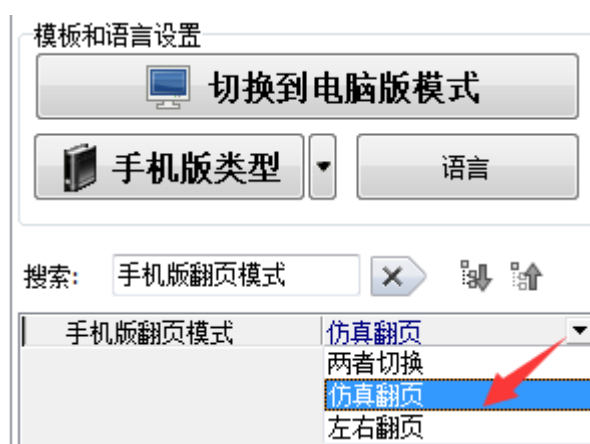 模板和语言设置
切换到电脑版模式
手机版类型 语言
搜索: 手机版翻页模式
手机版翻页模式 仿真翻页
两者切换
仿真翻页
左右翻页